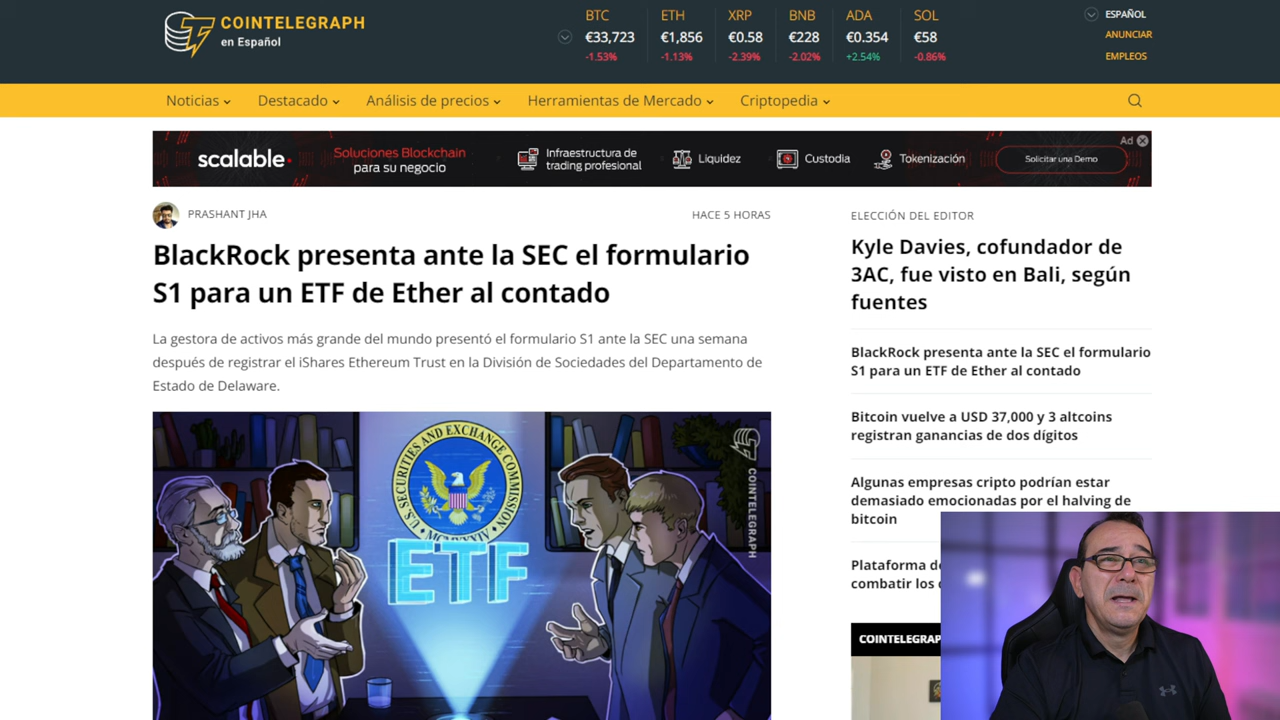 COINTELEGRAPH
en Español
BTC
€33,723
-1.53%
ETH
€1,856
-1.13%
XRP
€0.58
-2.39%
BNB
€228
-2.02%
ADA
€0.354
+2.54%
SOL
€58
-0.86%
ESPAÑOL
ANUNCIAR
EMPLEOS
Noticias
Destacado
Análisis de precios
Herramientas de Mercado
Criptopedia
scalable
Soluciones Blockchain
para su negocio
Infraestructura de
trading profesional
Liquidez
Custodia
Tokenización
Solicitar una Demo
Ad
PRASHANT JHA
HACE 5 HORAS
BlackRock presenta ante la SEC el formulario
S1 para un ETF de Ether al contado
La gestora de activos más grande del mundo presentó el formulario S1 ante la SEC una semana
después de registrar el iShares Ethereum Trust en la División de Sociedades del Departamento de
Estado de Delaware.
U.S. SECURITIES AND EXCHANGE COMMISSION
MCMXXXIV
ETF
COINTELEGRAPH
ELECCIÓN DEL EDITOR
Kyle Davies, cofundador de
3AC, fue visto en Bali, según
fuentes
BlackRock presenta ante la SEC el formulario
S1 para un ETF de Ether al contado
Bitcoin vuelve a USD 37,000 y 3 altcoins
registran ganancias de dos dígitos
Algunas empresas cripto podrían estar
demasiado emocionadas por el halving de
bitcoin
Plataforma de
combatir los
COINTELEGRAP